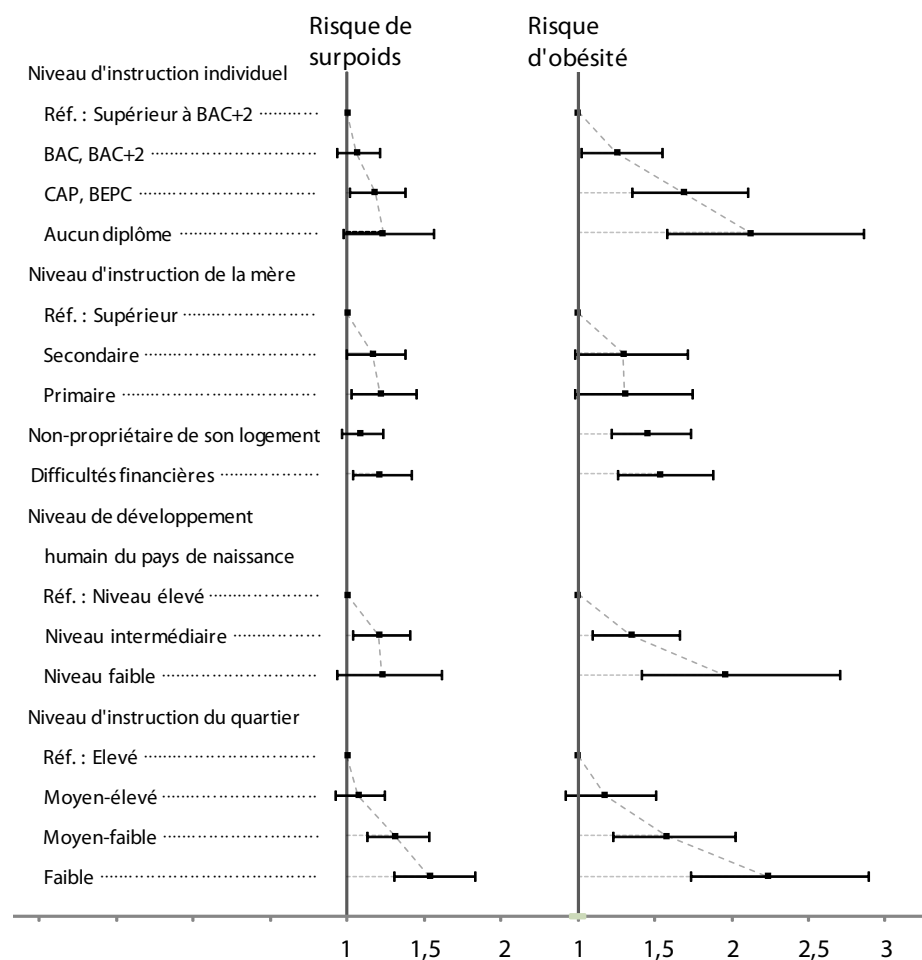 Risque de
surpoids
Risque
d'obésité
Niveau d'instruction individuel
Réf. : Supérieur à BAC+2
BAC, BAC+2
CAP, BEPC
Aucun diplôme
Niveau d'instruction de la mère
Réf. : Supérieur
Secondaire
Primaire
Non-propriétaire de son logement
Difficultés financières
Niveau de développement
humain du pays de naissance
Réf. : Niveau élevé
Niveau intermédiaire
Niveau faible
Niveau d'instruction du quartier
Réf. : Elevé
Moyen-élevé
Moyen-faible
Faible
1 1,5 2 1 1,5 2 2,5 3